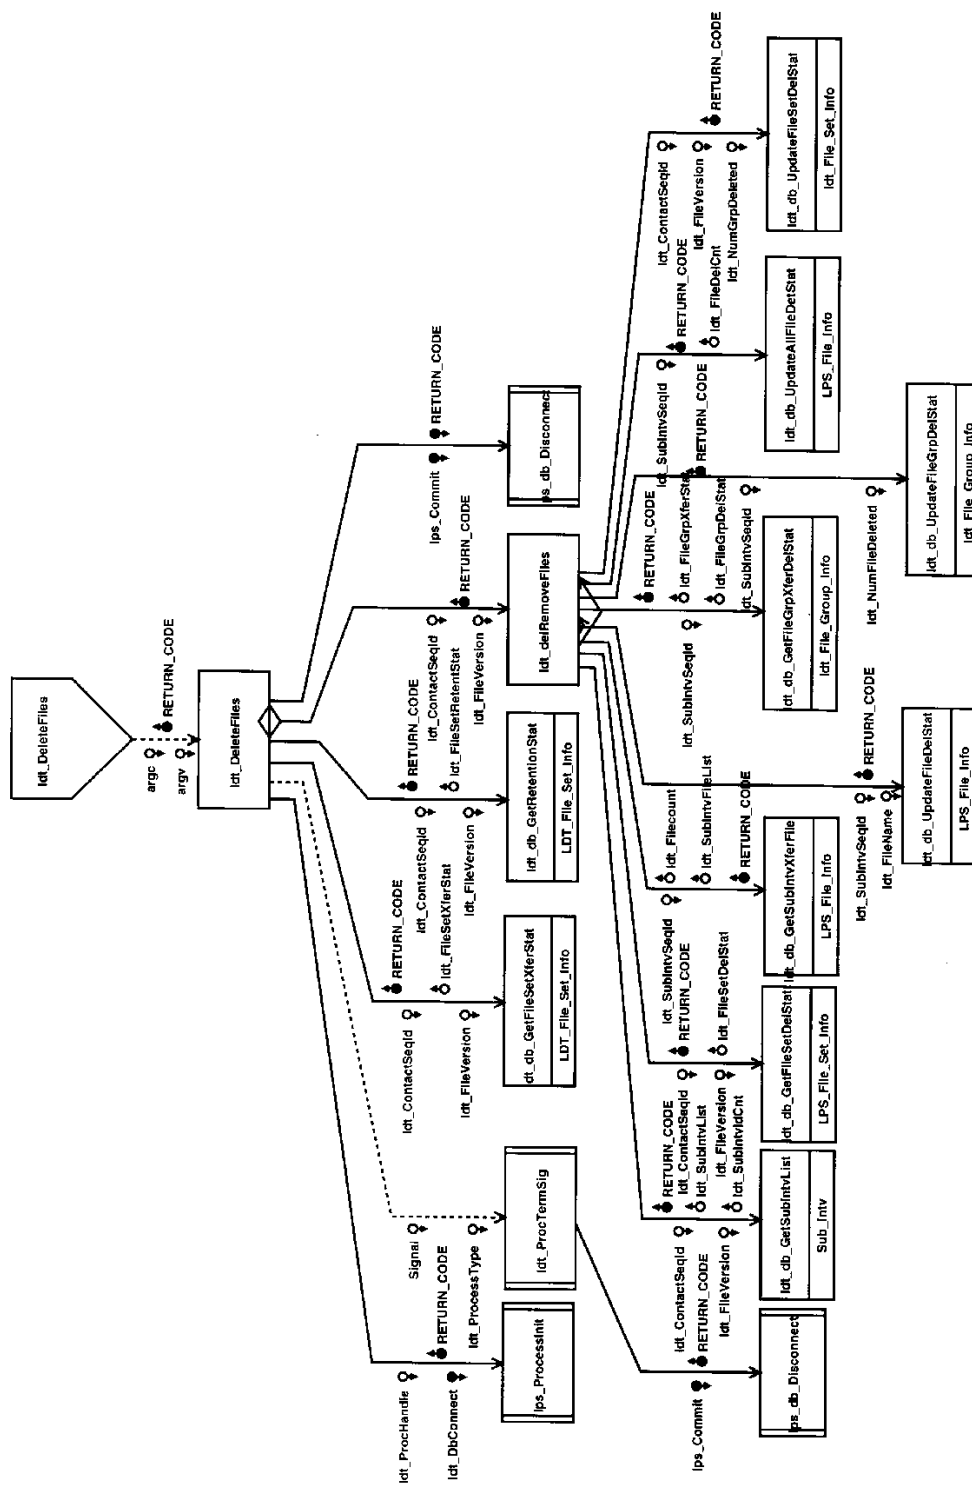 ldt_DeleteFiles
argc
argv
RETURN_CODE
ldt_DeleteFiles
ldt_ProcHandle
ldt_DbConnect
RETURN_CODE
lps_ProcessInit
Signal
ldt_ProcessType
ldt_ProcTermSig
ldt_ContactSeqId
RETURN_CODE
ldt_FileSetXferStat
ldt_FileVersion
dt_db_GetFileSetXferStat
LDT_File_Set_Info
ldt_ContactSeqId
RETURN_CODE
ldt_FileSetRetentStat
ldt_FileVersion
ldt_db_GetRetentionStat
LDT_File_Set_Info
ldt_ContactSeqId
RETURN_CODE
ldt_FileVersion
ldt_delRemoveFiles
lps_Commit
RETURN_CODE
ps_db_Disconnect
lps_Commit
RETURN_CODE
lps_db_Disconnect
ldt_ContactSeqId
RETURN_CODE
ldt_SubIntvList
ldt_FileVersion
ldt_SubIntvIdCnt
ldt_db_GetSubIntvList
Sub_Intv
ldt_ContactSeqId
RETURN_CODE
ldt_FileVersion
ldt_FileSetDelStat
ldt_db_GetFileSetDelStat
LPS_File_Set_Info
ldt_SubIntvSeqId
ldt_Filecount
ldt_SubIntvFileList
RETURN_CODE
ldt_db_GetSubIntvXferFile
LPS_File_Info
ldt_SubIntvSeqId
RETURN_CODE
ldt_FileName
ldt_db_UpdateFileDelStat
LPS_File_Info
ldt_SubIntvSeqId
RETURN_CODE
ldt_FileGrpXferStat
ldt_FileGrpDelStat
ldt_db_GetFileGrpXferDelStat
ldt_File_Group_Info
dt_SubIntvSeqId
RETURN_CODE
ldt_NumFileDeleted
ldt_db_UpdateFileGrpDelStat
ldt_File_Group_Info
ldt_SubIntvSeqId
RETURN_CODE
ldt_FileDelCnt
ldt_db_UpdateAllFileDetStat
LPS_File_Info
ldt_ContactSeqId
RETURN_CODE
ldt_FileVersion
ldt_NumGrpDeleted
ldt_db_UpdateFileSetDelStat
ldt_File_Set_Info